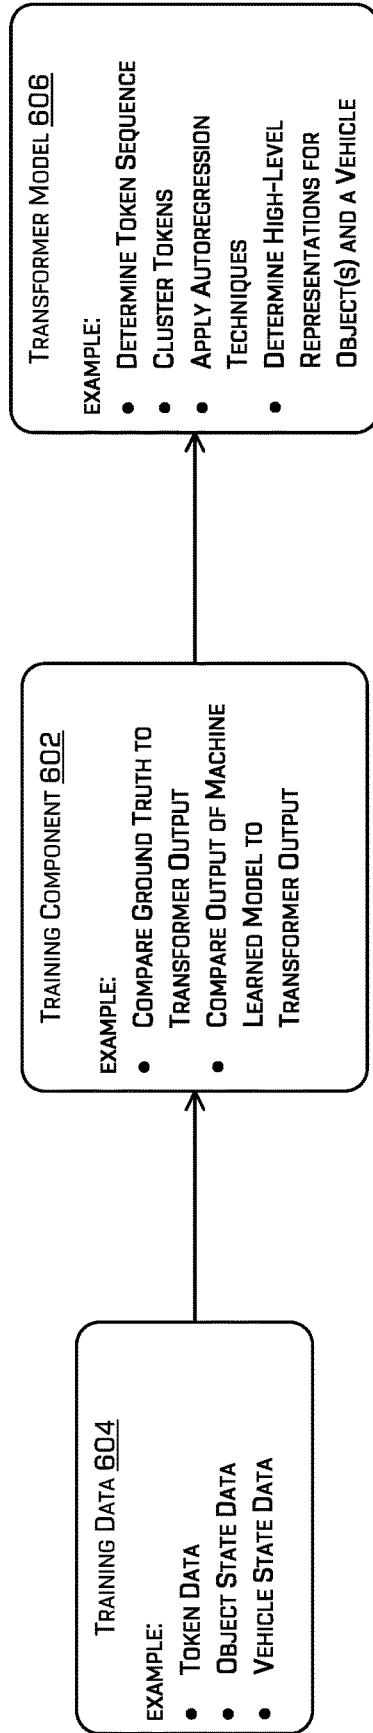 Training Data 604
example:
• Token Data
• Object State Data
• Vehicle State Data
Training Component 602
example:
• Compare Ground Truth to
Transformer Output
• Compare Output of Machine
Learned Model to
Transformer Output
Transformer Model 606
example:
• Determine Token Sequence
• Cluster Tokens
• Apply Autoregression
Techniques
• Determine High-Level
Representations for
Object(s) and a Vehicle